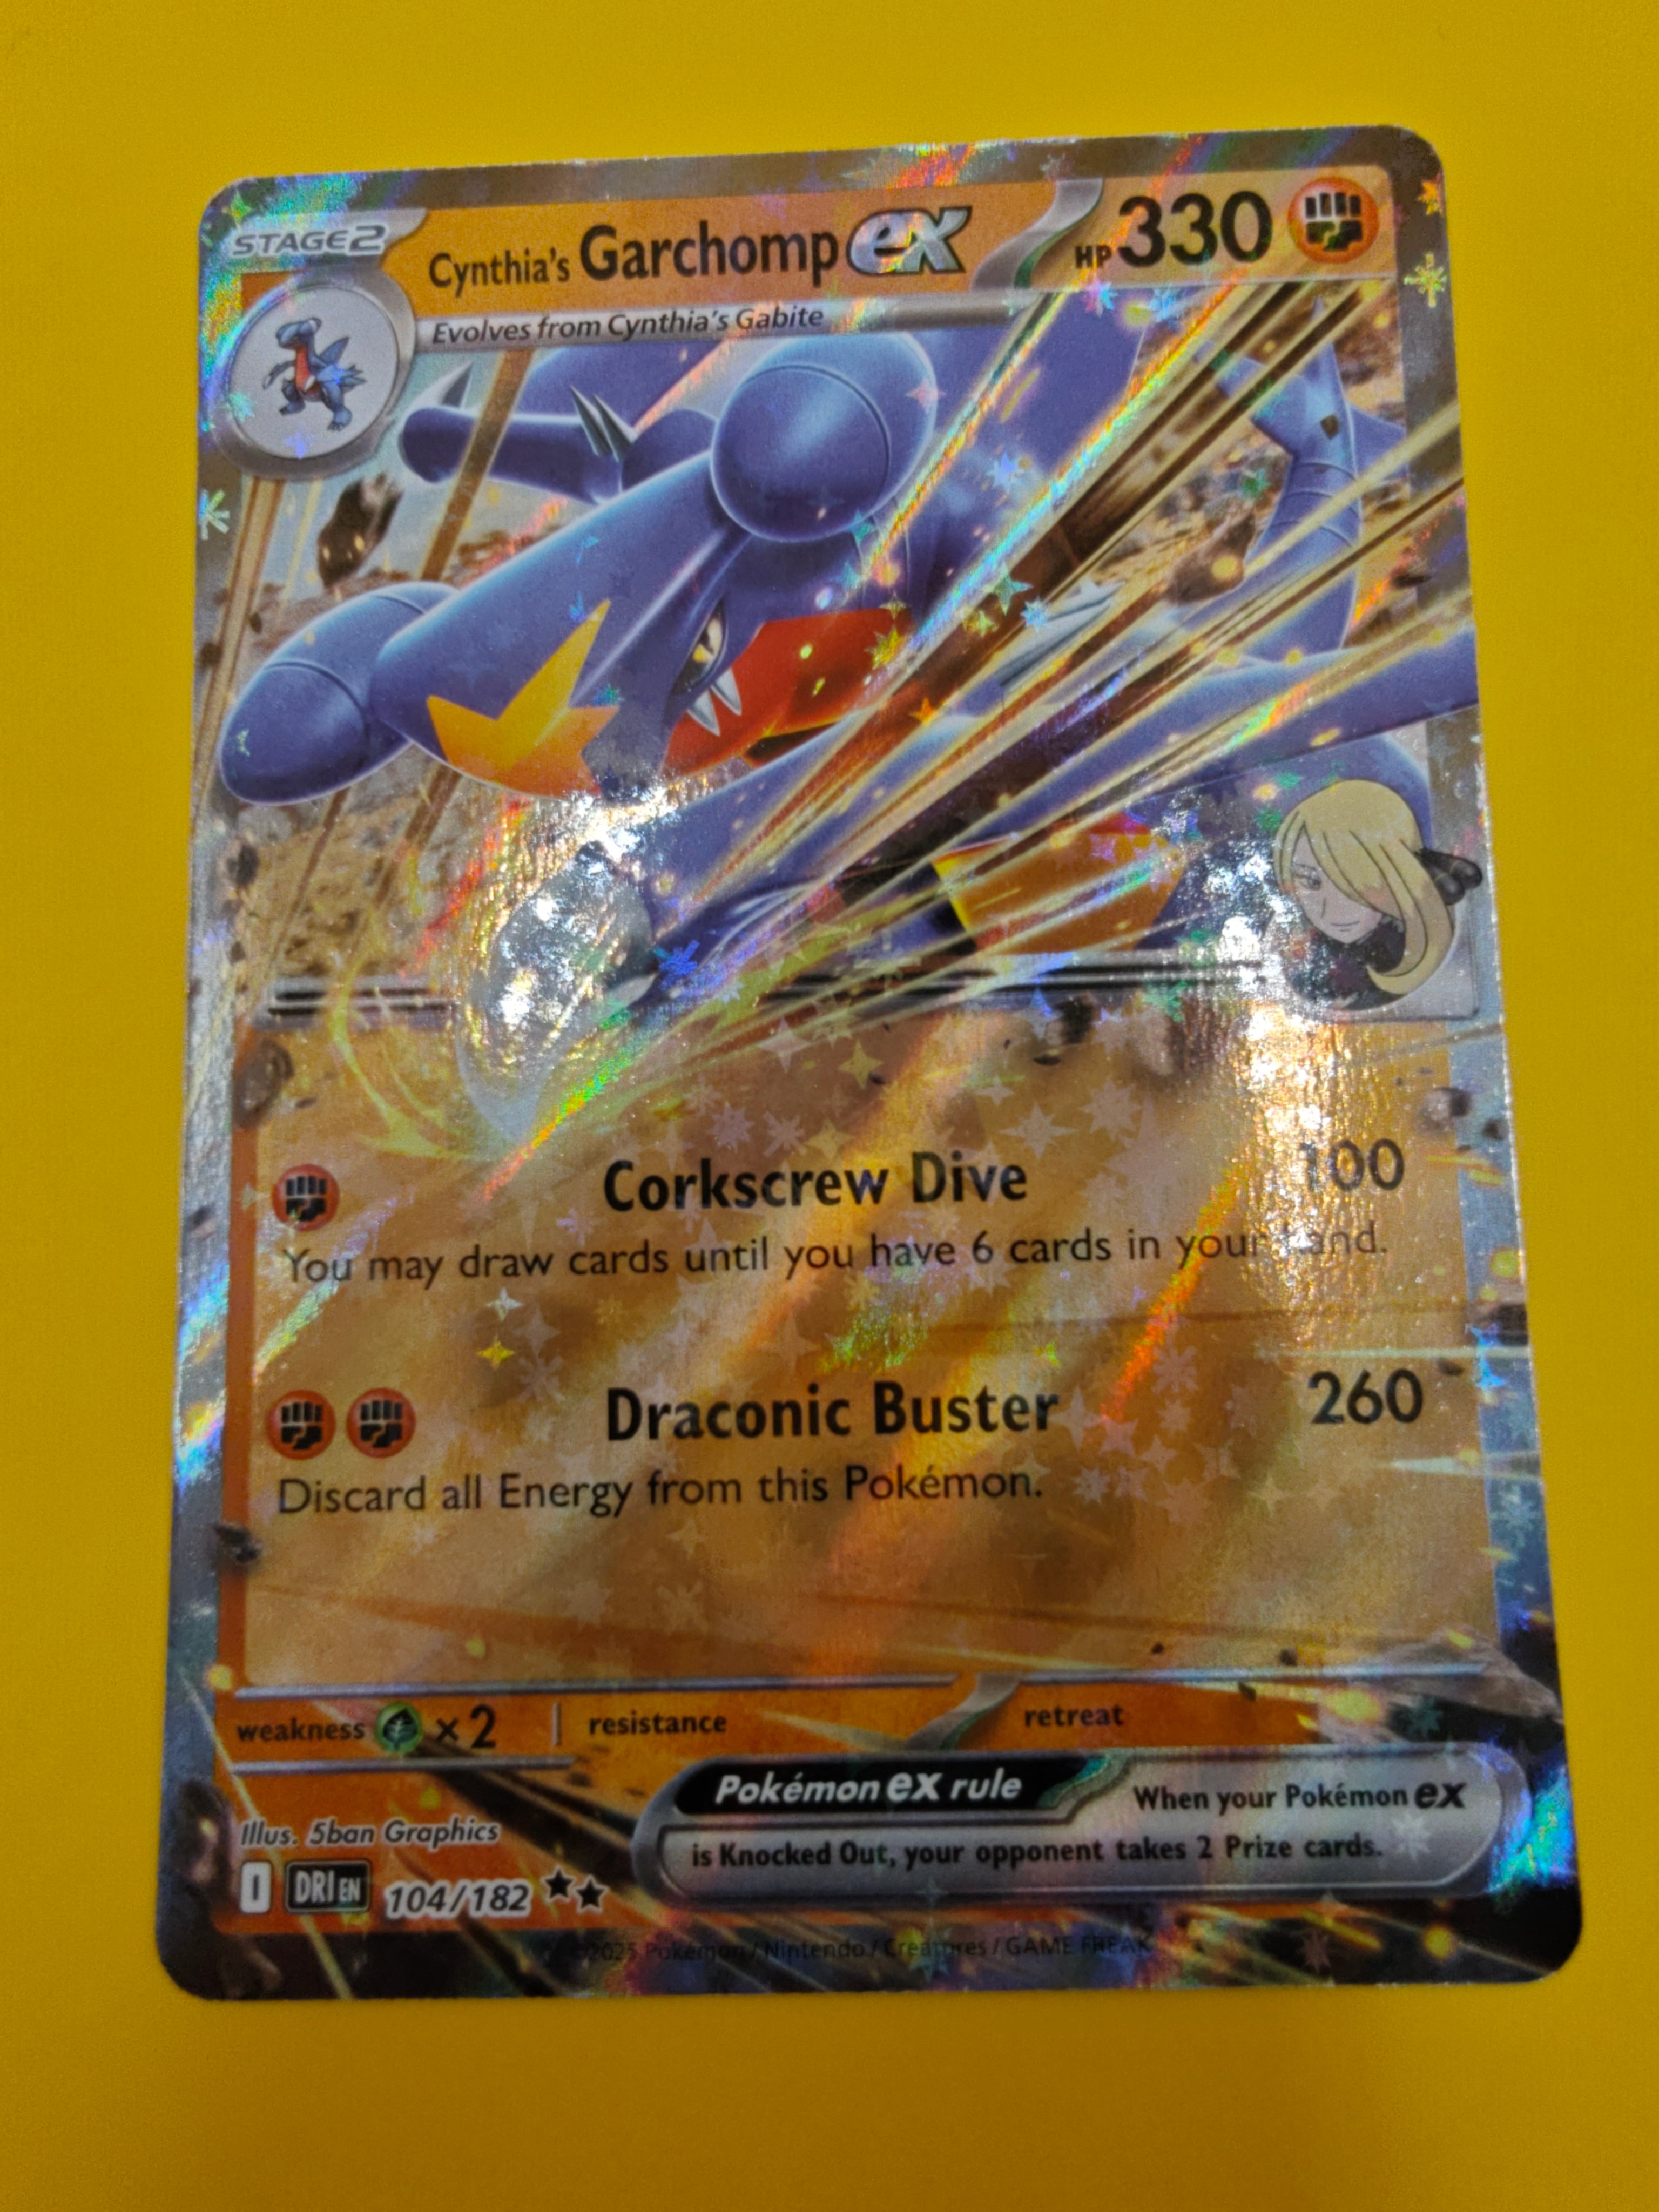 STAGE2 Cynthia's Garchomp ex HP 330
Evolves from Cynthia's Gabite
Corkscrew Dive 100
You may draw cards until you have 6 cards in your hand.
Draconic Buster 260
Discard all Energy from this Pokémon.
weakness ×2 resistance retreat
Pokémon ex rule When your Pokémon ex
is Knocked Out, your opponent takes 2 Prize cards.
Illus. 5ban Graphics
I DRI EN 104/182
©2025 Pokémon / Nintendo / Creatures / GAME FREAK